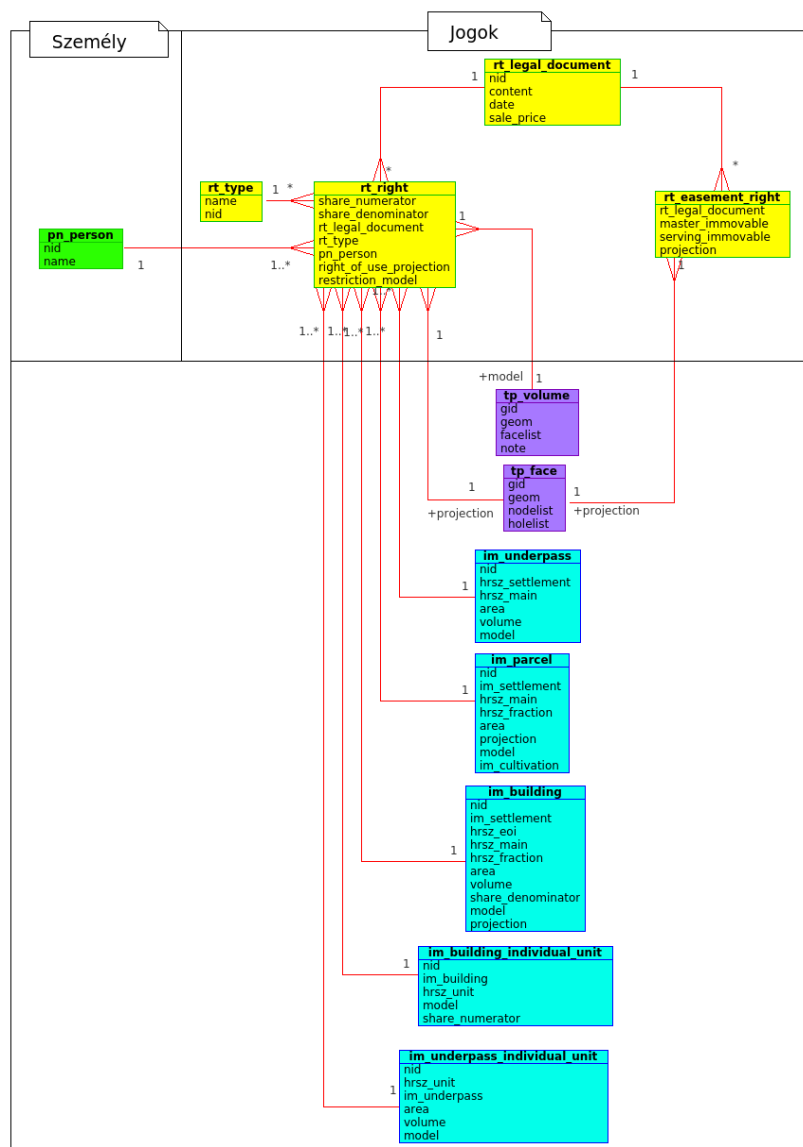 Személy
Jogok
rt_legal_document
nid
content
date
sale_price
1
1
*
*
rt_type
name
nid
1
*
rt_right
share_numerator
share_denominator
rt_legal_document
rt_type
pn_person
right_of_use_projection
restriction_model
1
rt_easement_right
rt_legal_document
master_immovable
serving_immovable
projection
1
pn_person
nid
name
1
1..*
1..*
1..*
1..*
1..*
1..*
1
+model
1
tp_volume
gid
geom
facelist
note
tp_face
gid
geom
nodelist
holelist
1
+projection
1
+projection
im_underpass
nid
hrsz_settlement
hrsz_main
area
volume
model
1
im_parcel
nid
im_settlement
hrsz_main
hrsz_fraction
area
projection
model
im_cultivation
1
im_building
nid
im_settlement
hrsz_eoi
hrsz_main
hrsz_fraction
area
volume
share_denominator
model
projection
1
im_building_individual_unit
nid
im_building
hrsz_unit
model
share_numerator
1
im_underpass_individual_unit
nid
hrsz_unit
im_underpass
area
volume
model
1